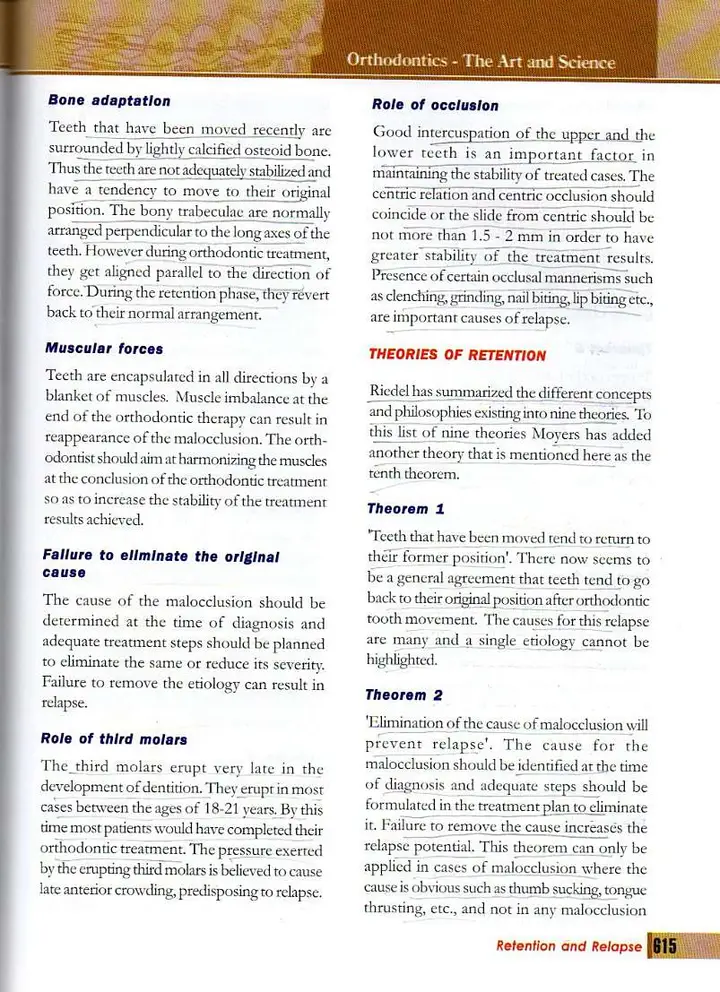 Orthodontics - The Art and Science
Bone adaptation
Teeth that have been moved recently are
surrounded by lightly calcified osteoid bone.
Thus the teeth are not adequately stabilized and
have a tendency to move to their original
position. The bony trabeculae are normally
arranged perpendicular to the long axes of the
teeth. However during orthodontic treatment,
they get aligned parallel to the direction of
force. During the retention phase, they revert
back to their normal arrangement.
Muscular forces
Teeth are encapsulated in all directions by a
blanket of muscles. Muscle imbalance at the
end of the orthodontic therapy can result in
reappearance of the malocclusion. The orth-
odontist should aim at harmonizing the muscles
at the conclusion of the orthodontic treatment
so as to increase the stability of the treatment
results achieved.
Failure to eliminate the original
cause
The cause of the malocclusion should be
determined at the time of diagnosis and
adequate treatment steps should be planned
to eliminate the same or reduce its severity.
Failure to remove the etiology can result in
relapse.
Role of third molars
The third molars erupt very late in the
development of dentition. They erupt in most
cases between the ages of 18-21 years. By this
time most patients would have completed their
orthodontic treatment. The pressure exerted
by the erupting third molars is believed to cause
late anterior crowding, predisposing to relapse.
Role of occlusion
Good intercuspation of the upper and the
lower teeth is an important factor in
maintaining the stability of treated cases. The
centric relation and centric occlusion should
coincide or the slide from centric should be
not more than 1.5 - 2 mm in order to have
greater stability of the treatment results.
Presence of certain occlusal mannerisms such
as clenching, grinding, nail biting, lip biting etc.,
are important causes of relapse.
THEORIES OF RETENTION
Riedel has summarized the different concepts
and philosophies existing into nine theories. To
this list of nine theories Moyers has added
another theory that is mentioned here as the
tenth theorem.
Theorem 1
'Teeth that have been moved tend to return to
their former position'. There now seems to
be a general agreement that teeth tend to go
back to their original position after orthodontic
tooth movement. The causes for this relapse
are many and a single etiology cannot be
highlighted.
Theorem 2
'Elimination of the cause of malocclusion will
prevent relapse'. The cause for the
malocclusion should be identified at the time
of diagnosis and adequate steps should be
formulated in the treatment plan to eliminate
it. Failure to remove the cause increases the
relapse potential. This theorem can only be
applied in cases of malocclusion where the
cause is obvious such as thumb sucking, tongue
thrusting, etc., and not in any malocclusion
Retention and Relapse 615